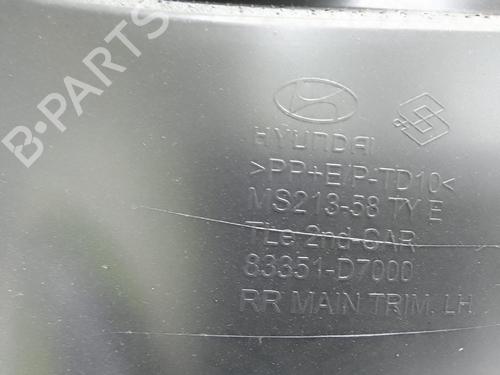 B-PARTS
HYUNDAI
>PP+E/P-TD10<
MS213-58 TY E
TLe 2nd-CAR
83351-D7000
RR MAIN TRIM. LH